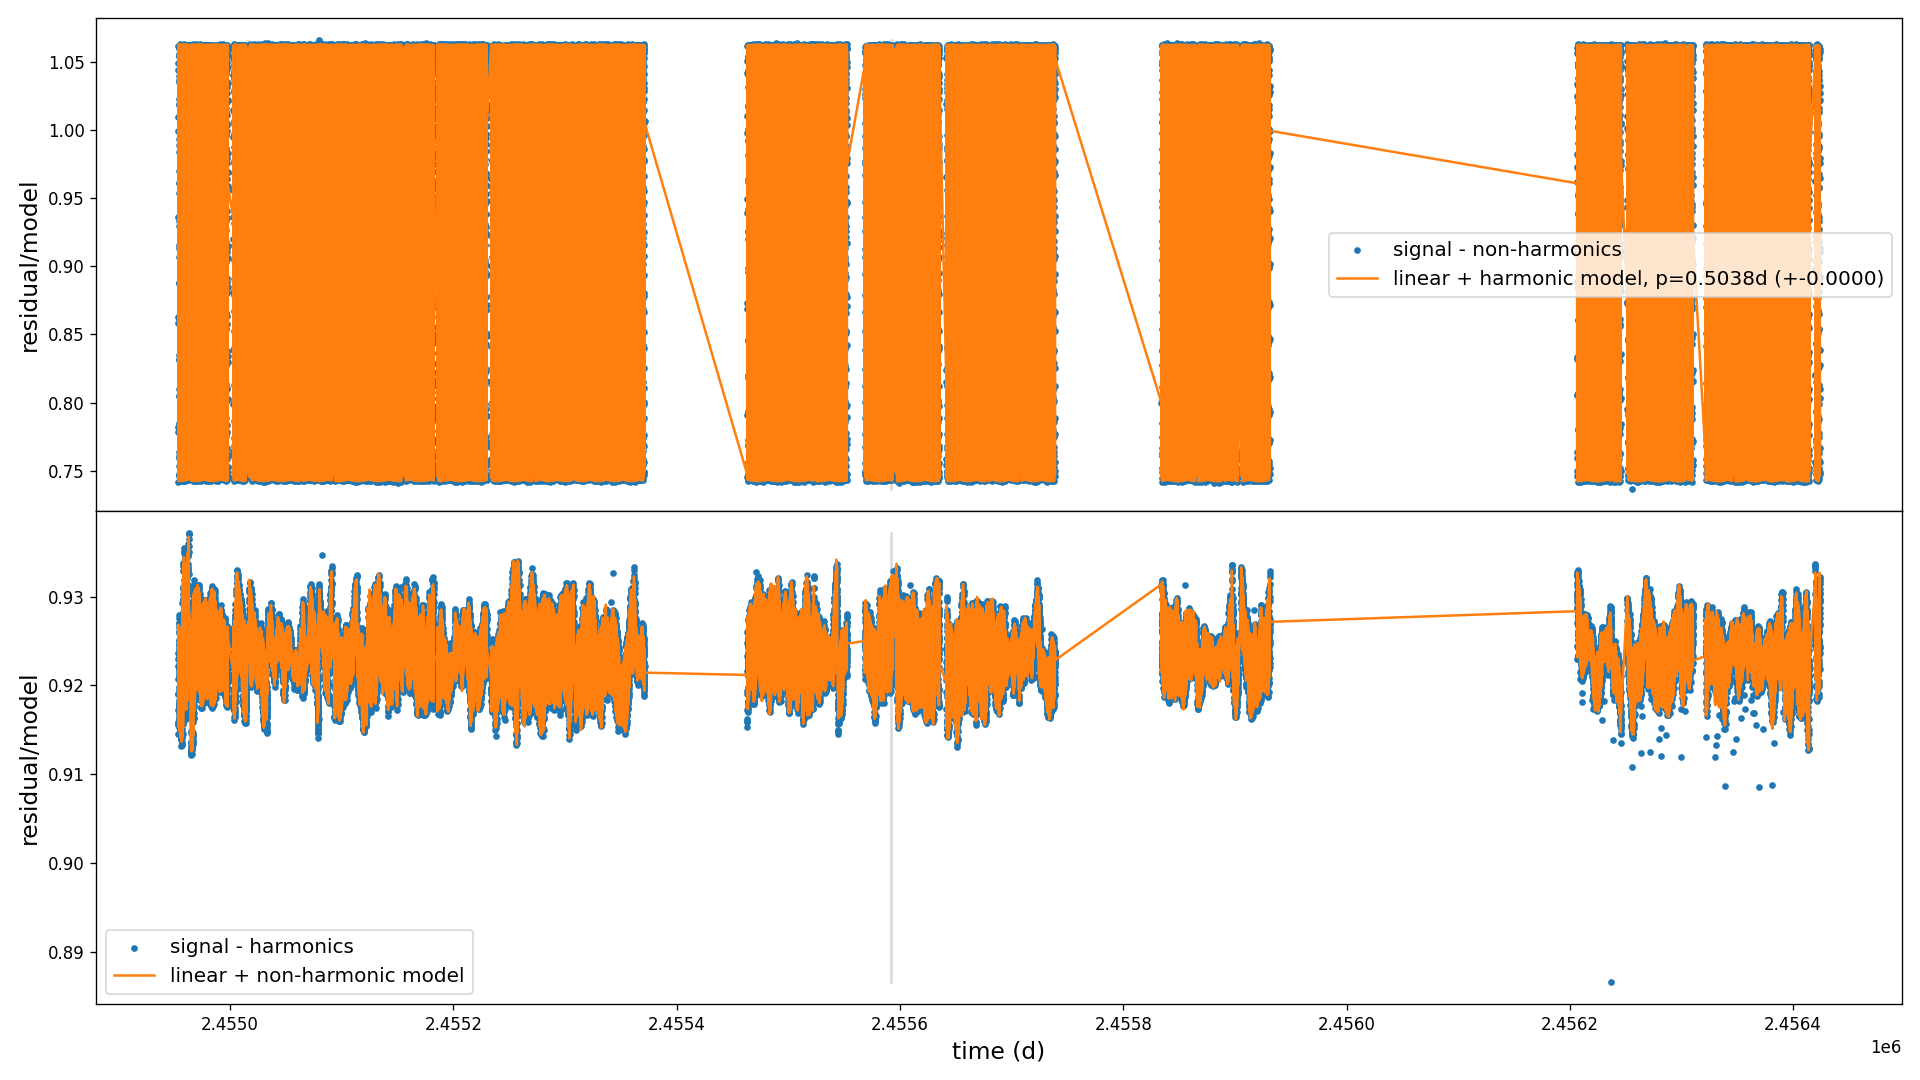 1.05
1.00
0.95
0.90
0.85
0.80
0.75
residual/model
signal - non-harmonics
linear + harmonic model, p=0.5038d (+-0.0000)
0.93
0.92
0.91
0.90
0.89
residual/model
signal - harmonics
linear + non-harmonic model
2.4550
2.4552
2.4554
2.4556
2.4558
2.4560
2.4562
2.4564
time (d)
1e6